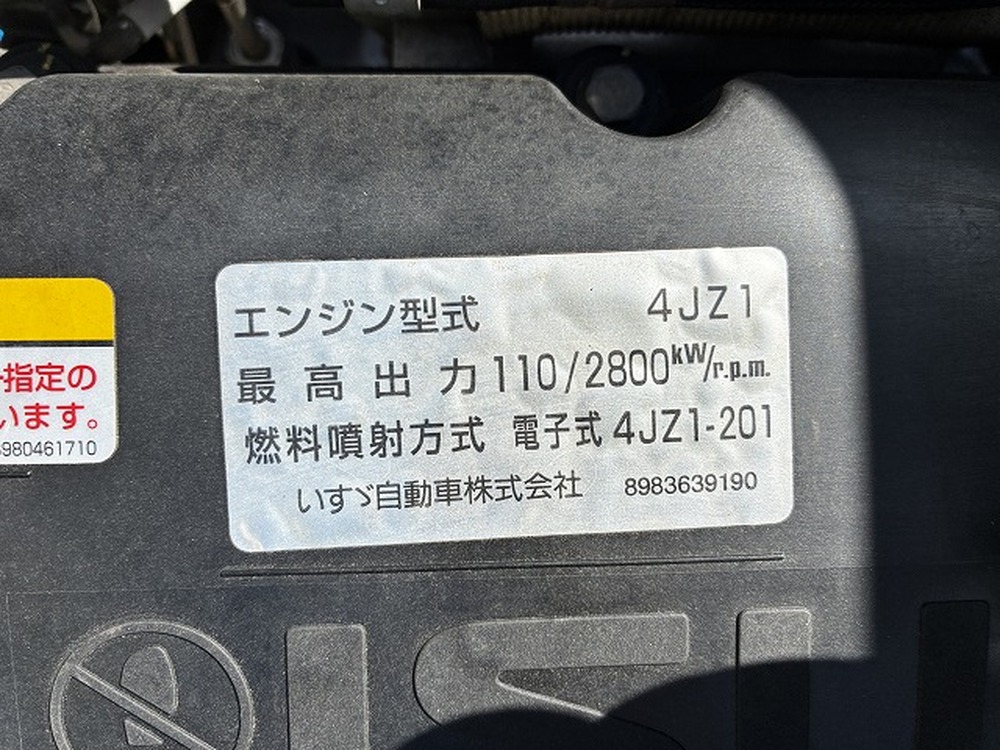 エンジン型式 4JZ1
最高出力 110/2800kW/r.p.m.
燃料噴射方式 電子式 4JZ1-201
いすゞ自動車株式会社 8983639190
指定の
います。
980461710